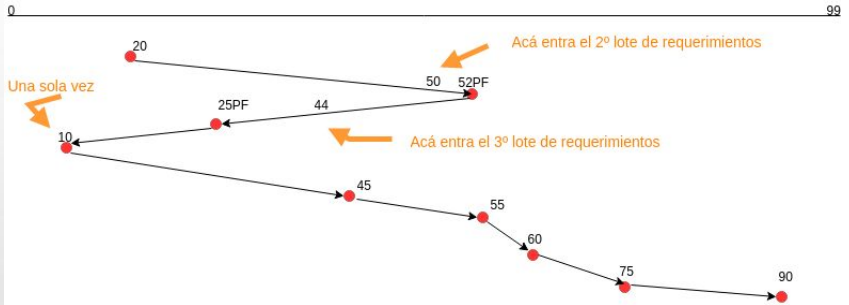 0
99
20
Acá entra el 2º lote de requerimientos
50
52PF
Una sola vez
25PF
44
10
Acá entra el 3º lote de requerimientos
45
55
60
75
90